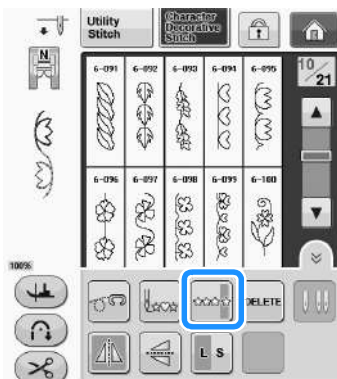 Utility
Stitch
Character
Decorative
Stitch
N
6-091 6-092 6-093 6-094 6-095
10/21
6-096 6-097 6-098 6-099 6-100
100%
DELETE
L S